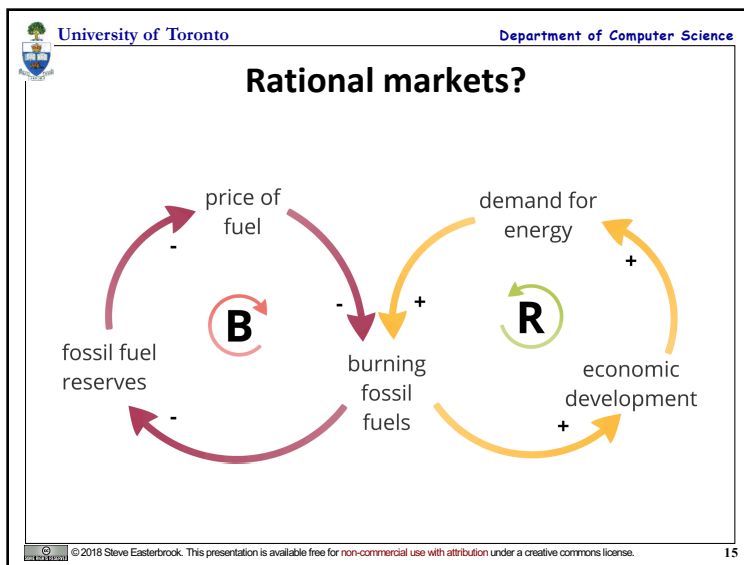 University of Toronto
Department of Computer Science
Rational markets?
price of
fuel
demand for
energy
-
+
-
+
B
R
fossil fuel
reserves
burning
fossil
fuels
economic
development
-
+
© 2018 Steve Easterbrook. This presentation is available free for non-commercial use with attribution under a creative commons license.
15